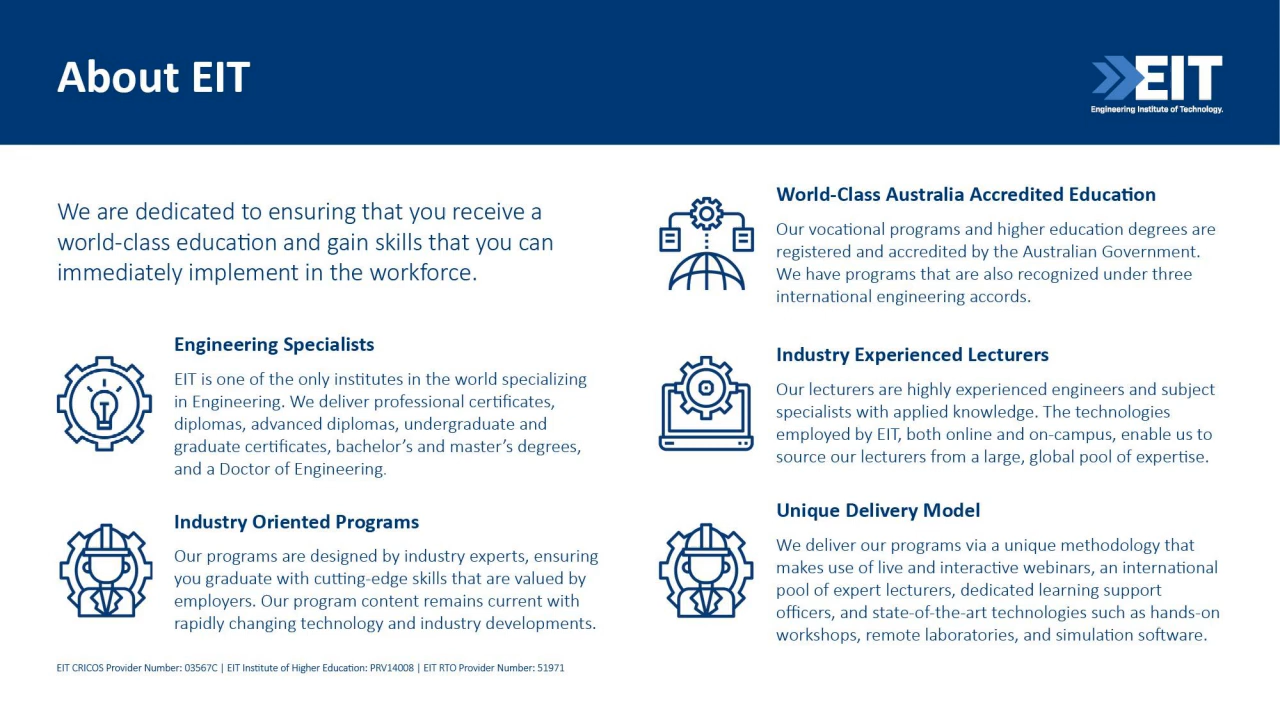 About EIT
EIT
Engineering Institute of Technology.
We are dedicated to ensuring that you receive a
world-class education and gain skills that you can
immediately implement in the workforce.
Engineering Specialists
EIT is one of the only institutes in the world specializing
in Engineering. We deliver professional certificates,
diplomas, advanced diplomas, undergraduate and
graduate certificates, bachelor’s and master’s degrees,
and a Doctor of Engineering.
Industry Oriented Programs
Our programs are designed by industry experts, ensuring
you graduate with cutting-edge skills that are valued by
employers. Our program content remains current with
rapidly changing technology and industry developments.
World-Class Australia Accredited Education
Our vocational programs and higher education degrees are
registered and accredited by the Australian Government.
We have programs that are also recognized under three
international engineering accords.
Industry Experienced Lecturers
Our lecturers are highly experienced engineers and subject
specialists with applied knowledge. The technologies
employed by EIT, both online and on-campus, enable us to
source our lecturers from a large, global pool of expertise.
Unique Delivery Model
We deliver our programs via a unique methodology that
makes use of live and interactive webinars, an international
pool of expert lecturers, dedicated learning support
officers, and state-of-the-art technologies such as hands-on
workshops, remote laboratories, and simulation software.
EIT CRICOS Provider Number: 03567C | EIT Institute of Higher Education: PRV14008 | EIT RTO Provider Number: 51971